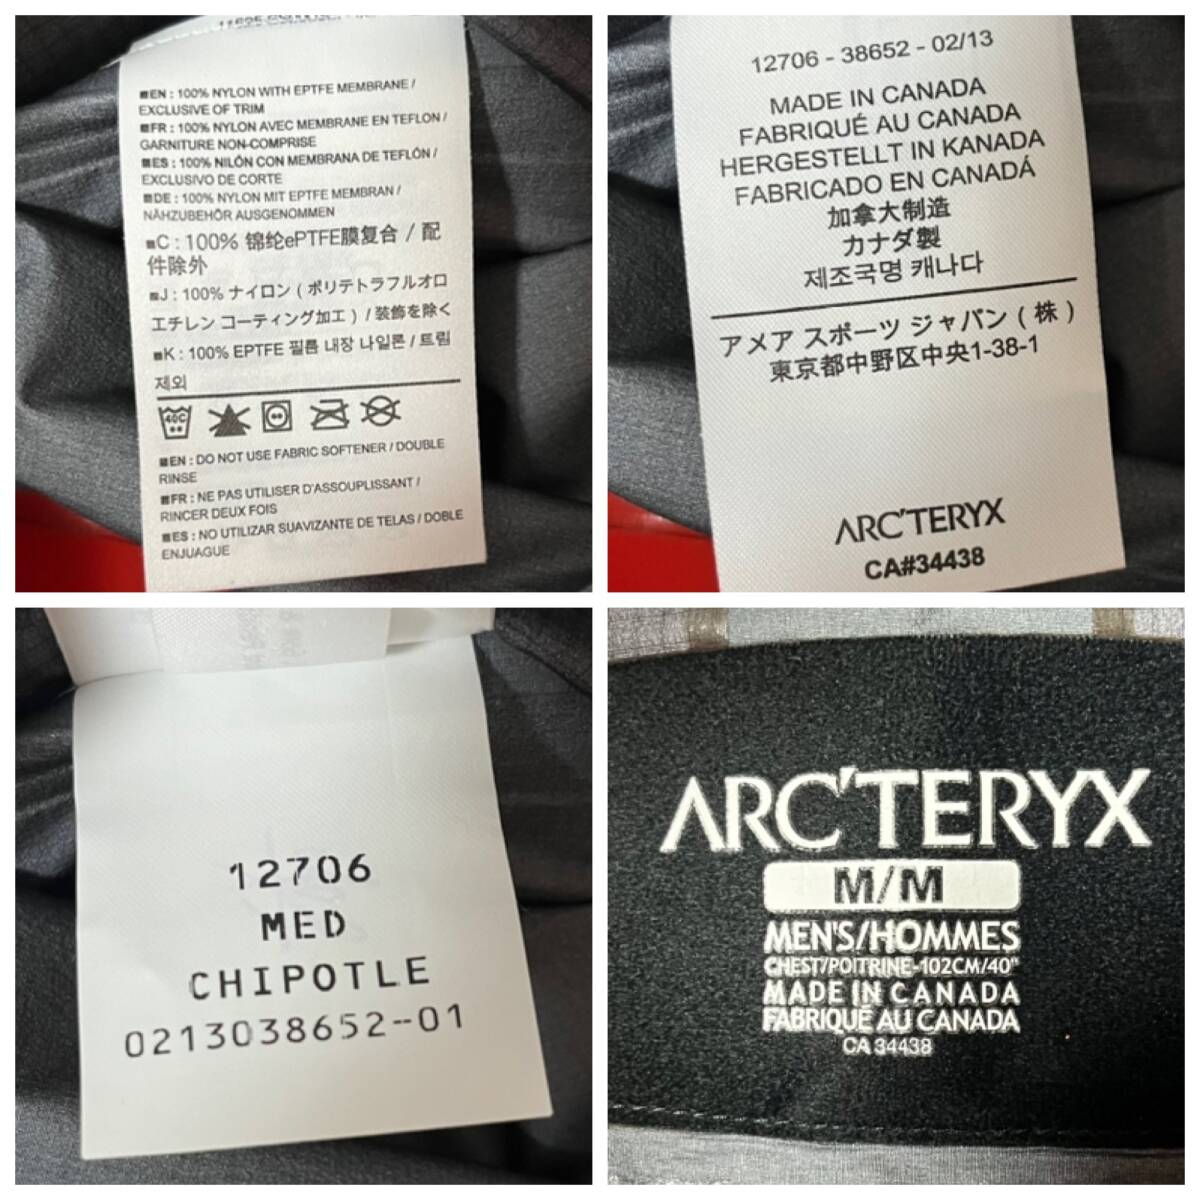 EN : 100% NYLON WITH EPTFE MEMBRANE /
EXCLUSIVE OF TRIM
FR : 100% NYLON AVEC MEMBRANE EN TEFLON /
GARNITURE NON-COMPRISE
ES : 100% NILÓN CON MEMBRANA DE TEFLÓN /
EXCLUSIVO DE CORTE
DE : 100% NYLON MIT EPTFE MEMBRAN /
NÄHZUBEHÖR AUSGENOMMEN
C : 100% 锦纶ePTFE膜复合 / 配
件除外
J : 100% ナイロン ( ポリテトラフルオロ
エチレン コーティング加工 ) / 装飾を除く
K : 100% EPTFE 필름 내장 나일론 / 트림
제외
40C
EN : DO NOT USE FABRIC SOFTENER / DOUBLE
RINSE
FR : NE PAS UTILISER D'ASSOUPLISSANT /
RINCER DEUX FOIS
ES : NO UTILIZAR SUAVIZANTE DE TELAS / DOBLE
ENJUAGUE
12706 - 38652 - 02/13
MADE IN CANADA
FABRIQUÉ AU CANADA
HERGESTELLT IN KANADA
FABRICADO EN CANADÁ
加拿大制造
カナダ製
제조국명 캐나다
アメア スポーツ ジャパン ( 株 )
東京都中野区中央1-38-1
ARC'TERYX
CA#34438
12706
MED
CHIPOTLE
0213038652--01
ARC'TERYX
M/M
MEN'S/HOMMES
CHEST/POITRINE-102CM/40"
MADE IN CANADA
FABRIQUÉ AU CANADA
CA 34438